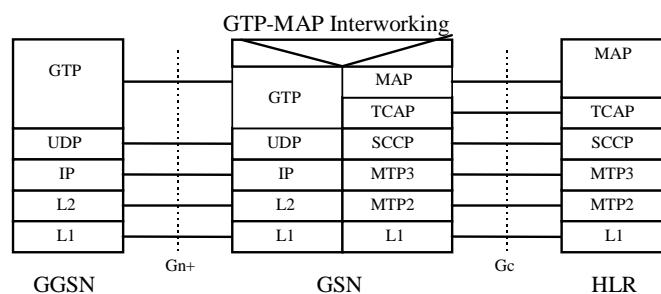 GTP-MAP Interworking
GTP
GTP
MAP
MAP
TCAP
TCAP
UDP
UDP
SCCP
SCCP
IP
IP
MTP3
MTP3
L2
L2
MTP2
MTP2
L1
L1
L1
L1
Gn+
Gc
GGSN
GSN
HLR